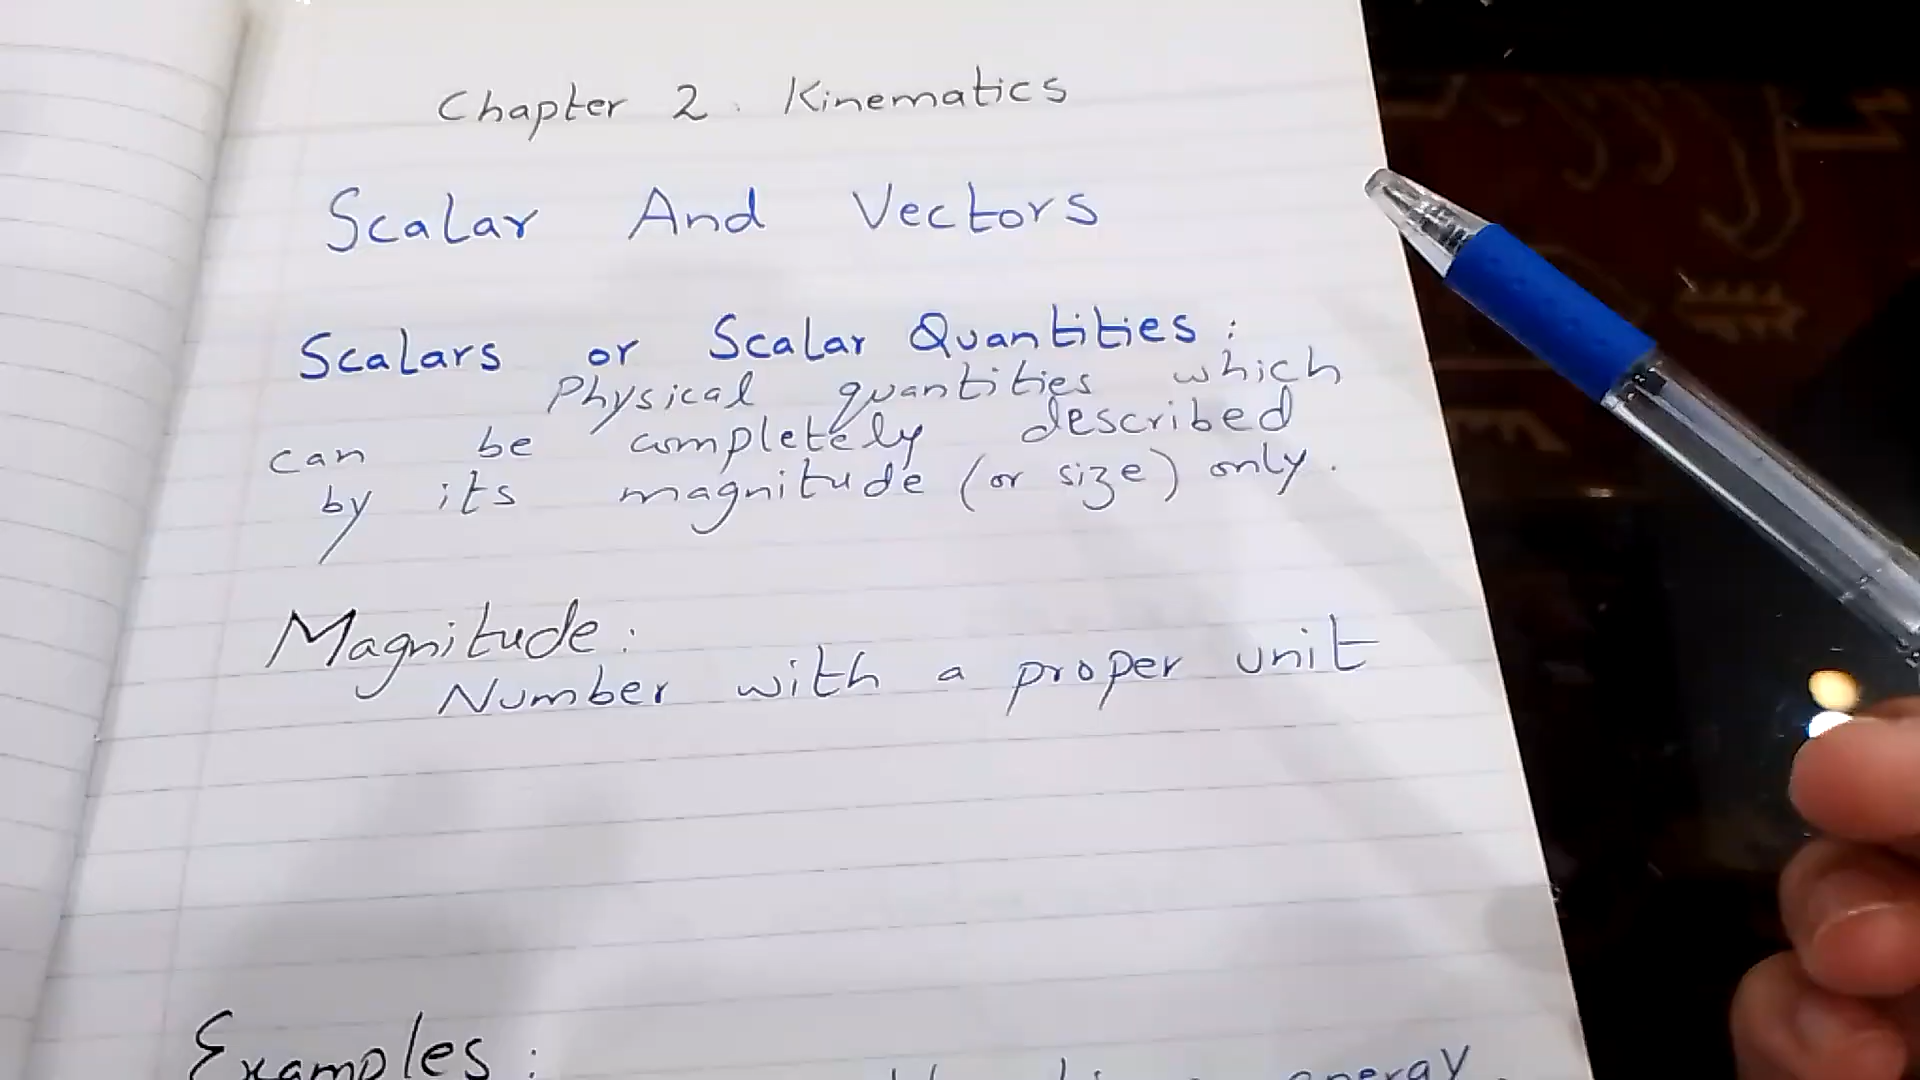 Chapter 2. Kinematics
Scalar And Vectors
Scalars or Scalar Quantities:
Physical quantities which
can be completely described
by its magnitude (or size) only.
Magnitude:
Number with a proper unit
Examples:
energy,